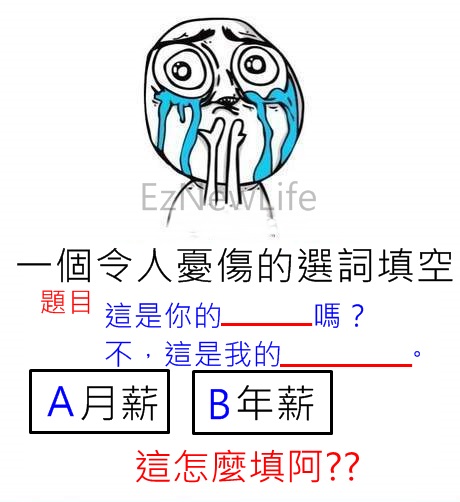 EzNewLife
一個令人憂傷的選詞填空
題目
這是你的______嗎？
不，這是我的________。
A月薪 B年薪
這怎麼填阿??